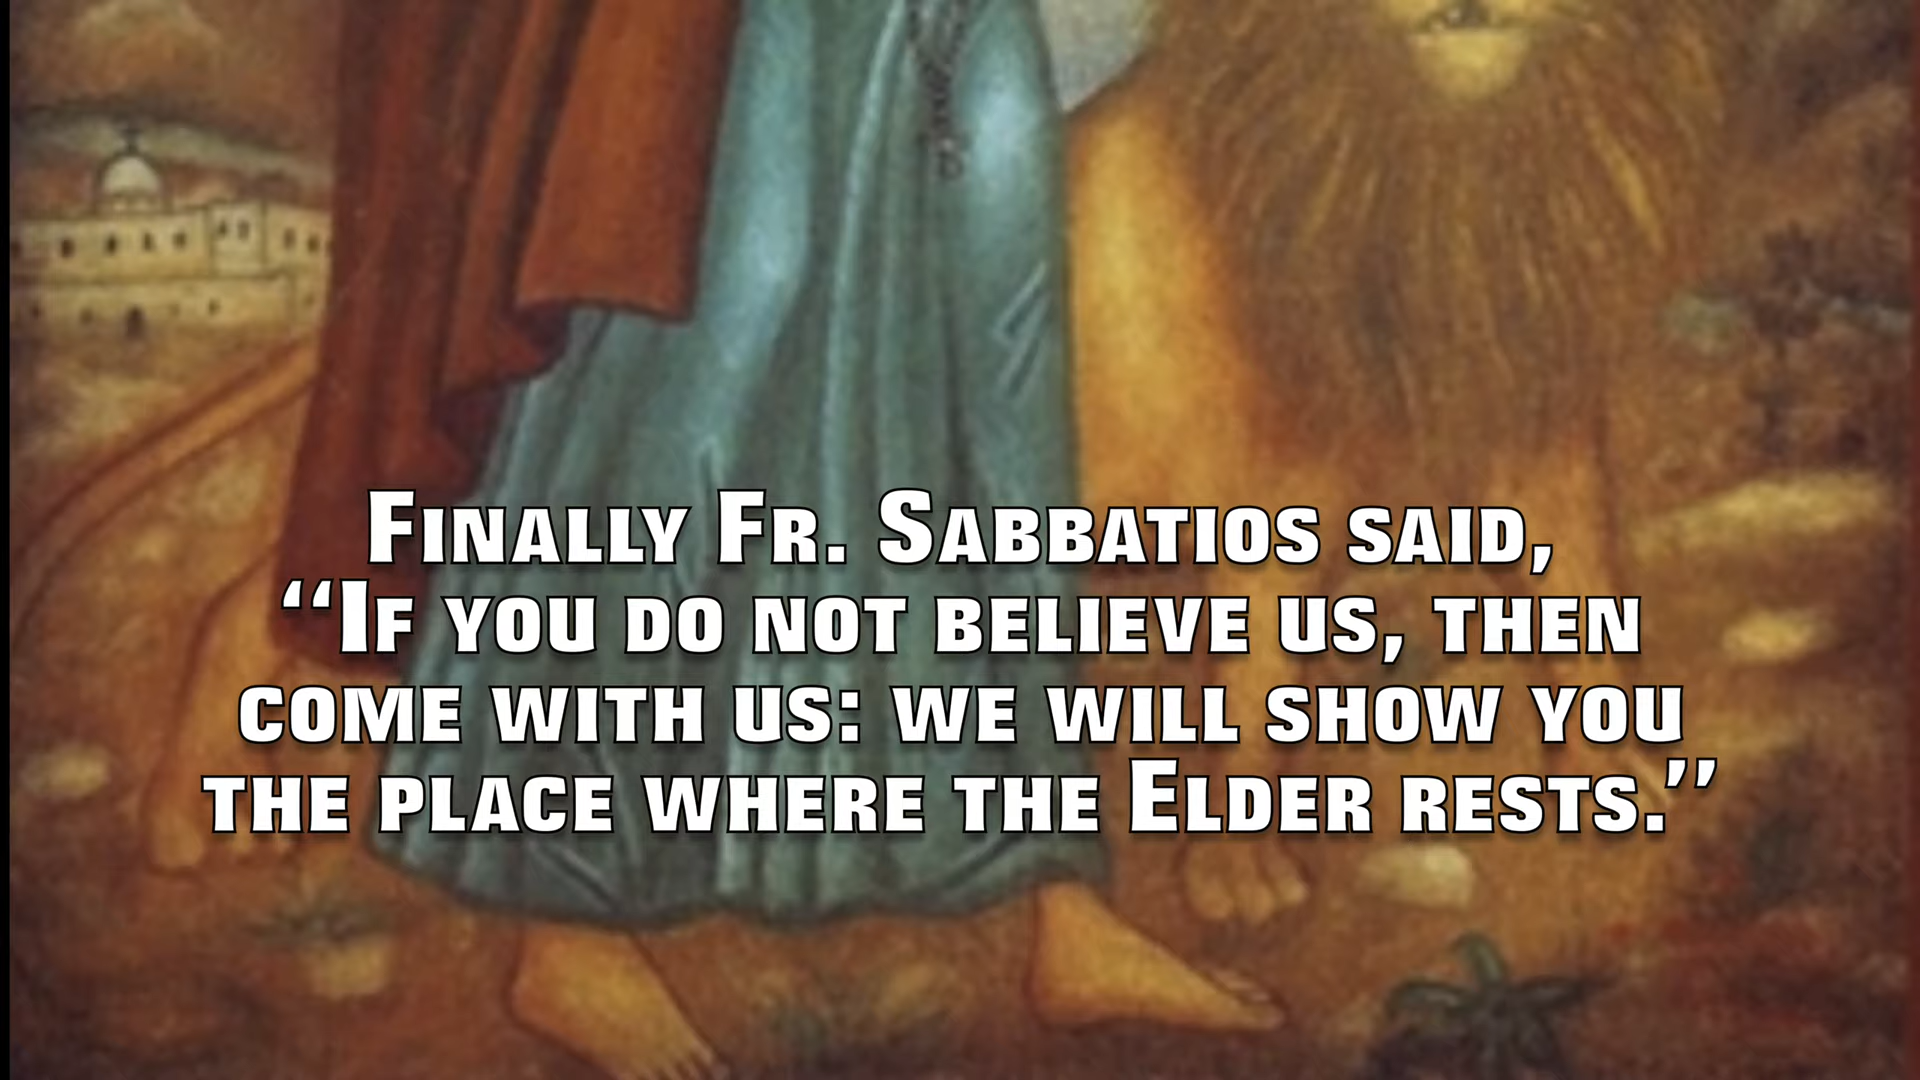 Finally Fr. Sabbatios said,
“If you do not believe us, then
come with us: we will show you
the place where the Elder rests.”